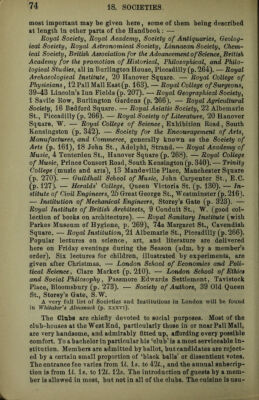 74 18. SOCIETIES.
most important may be given here, some of them being described
at length in other parts of the Handbook: —
Royal Society, Royal Academy, Society of Antiquaries, Geolog-
ical Society, Royal Astronomical Society, Linnaean Society, Chem-
ical Society, British Association for the Advancement of Science, British
Academy for the promotion of Historical, Philosophical, and Philo-
logical Studies, all in Burlington House, Piccadilly (p. 264). — Royal
Archaeological Institute, 20 Hanover Square. — Royal College of
Physicians, 12 Pall Mall East (p. 163). — Royal College of Surgeons,
39-43 Lincoln's Inn Fields (p. 207). — Royal Geographical Society,
1 Savile Row, Burlington Gardens (p. 266). — Royal Agricultural
Society, 16 Bedford Square. — Royal Asiatic Society, 22 Albemarle
St., Piccadilly (p. 266). — Royal Society of Literature, 20 Hanover
Square, W. — Royal College of Science, Exhibition Road, South
Kensington (p. 342). — Society for the Encouragement of Arts,
Manufactures, and Commerce, generally known as the Society of
Arts (p. 161), 18 John St., Adelphi, Strand. — Royal Academy of
Music, 4 Tenterden St., Hanover Square (p. 268). — Royal College
of Music, Prince Consort Road, South Kensington (p. 340). — Trinity
College (music and arts), 13 Mandeville Place, Manchester Square
(p. 270). — Guildhall School of Music, John Carpenter St., E.C.
(p. 127). — Heralds' College, Queen Victoria St. (p. 130). — In-
stitute of Civil Engineers, 25 Great George St., Westminster (p. 216).
— Institution of Mechanical Engineers, Storey's Gate (p. 223). —
Royal Institute of British Architects, 9 Conduit St., W. (good col-
lection of books on architecture). — Royal Sanitary Institute (with
Parkes Museum of Hygiene, p. 269), 74a Margaret St., Cavendish
Square. — Royal Institution, 21 Albemarle St., Piccadilly (p. 266).
Popular lectures on science, art, and literature are delivered
here on Friday evenings during the Season (adm. by a member's
order). Six lectures for children, illustrated by experiments, are
given after Christmas. — London School of Economics and Poli-
tical Science, Clare Market (p. 210). — London School of Ethics
and Social Philosophy, Passmore Edwards Settlement, Tavistock
Place, Bloomsbury (p. 273). — Society of Authors, 39 Old Queen
St., Storey's Gate, S.W.
A very full list of Societies and Institutions in London will be found
in Whitaker's Almanack (p. xxxvi).
The Clubs are chiefly devoted to social purposes. Most of the
club-houses at the West End, particularly those in or near Pall Mall,
are very handsome, and admirably fitted up, affording every possible
comfort. To a bachelor in particular his 'club' is a most serviceable in-
stitution. Members are admitted by ballot, but candidates are reject-
ed by a certain small proportion of 'black balls' or dissentient votes.
The entrance fee varies from 1l. 1s. to 42l., and the annual subscrip-
tion is from 1l. 1s. to 12l. 12s. The introduction of guests by a mem-
ber is allowed in most, but not in all of the clubs. The cuisine is usu-